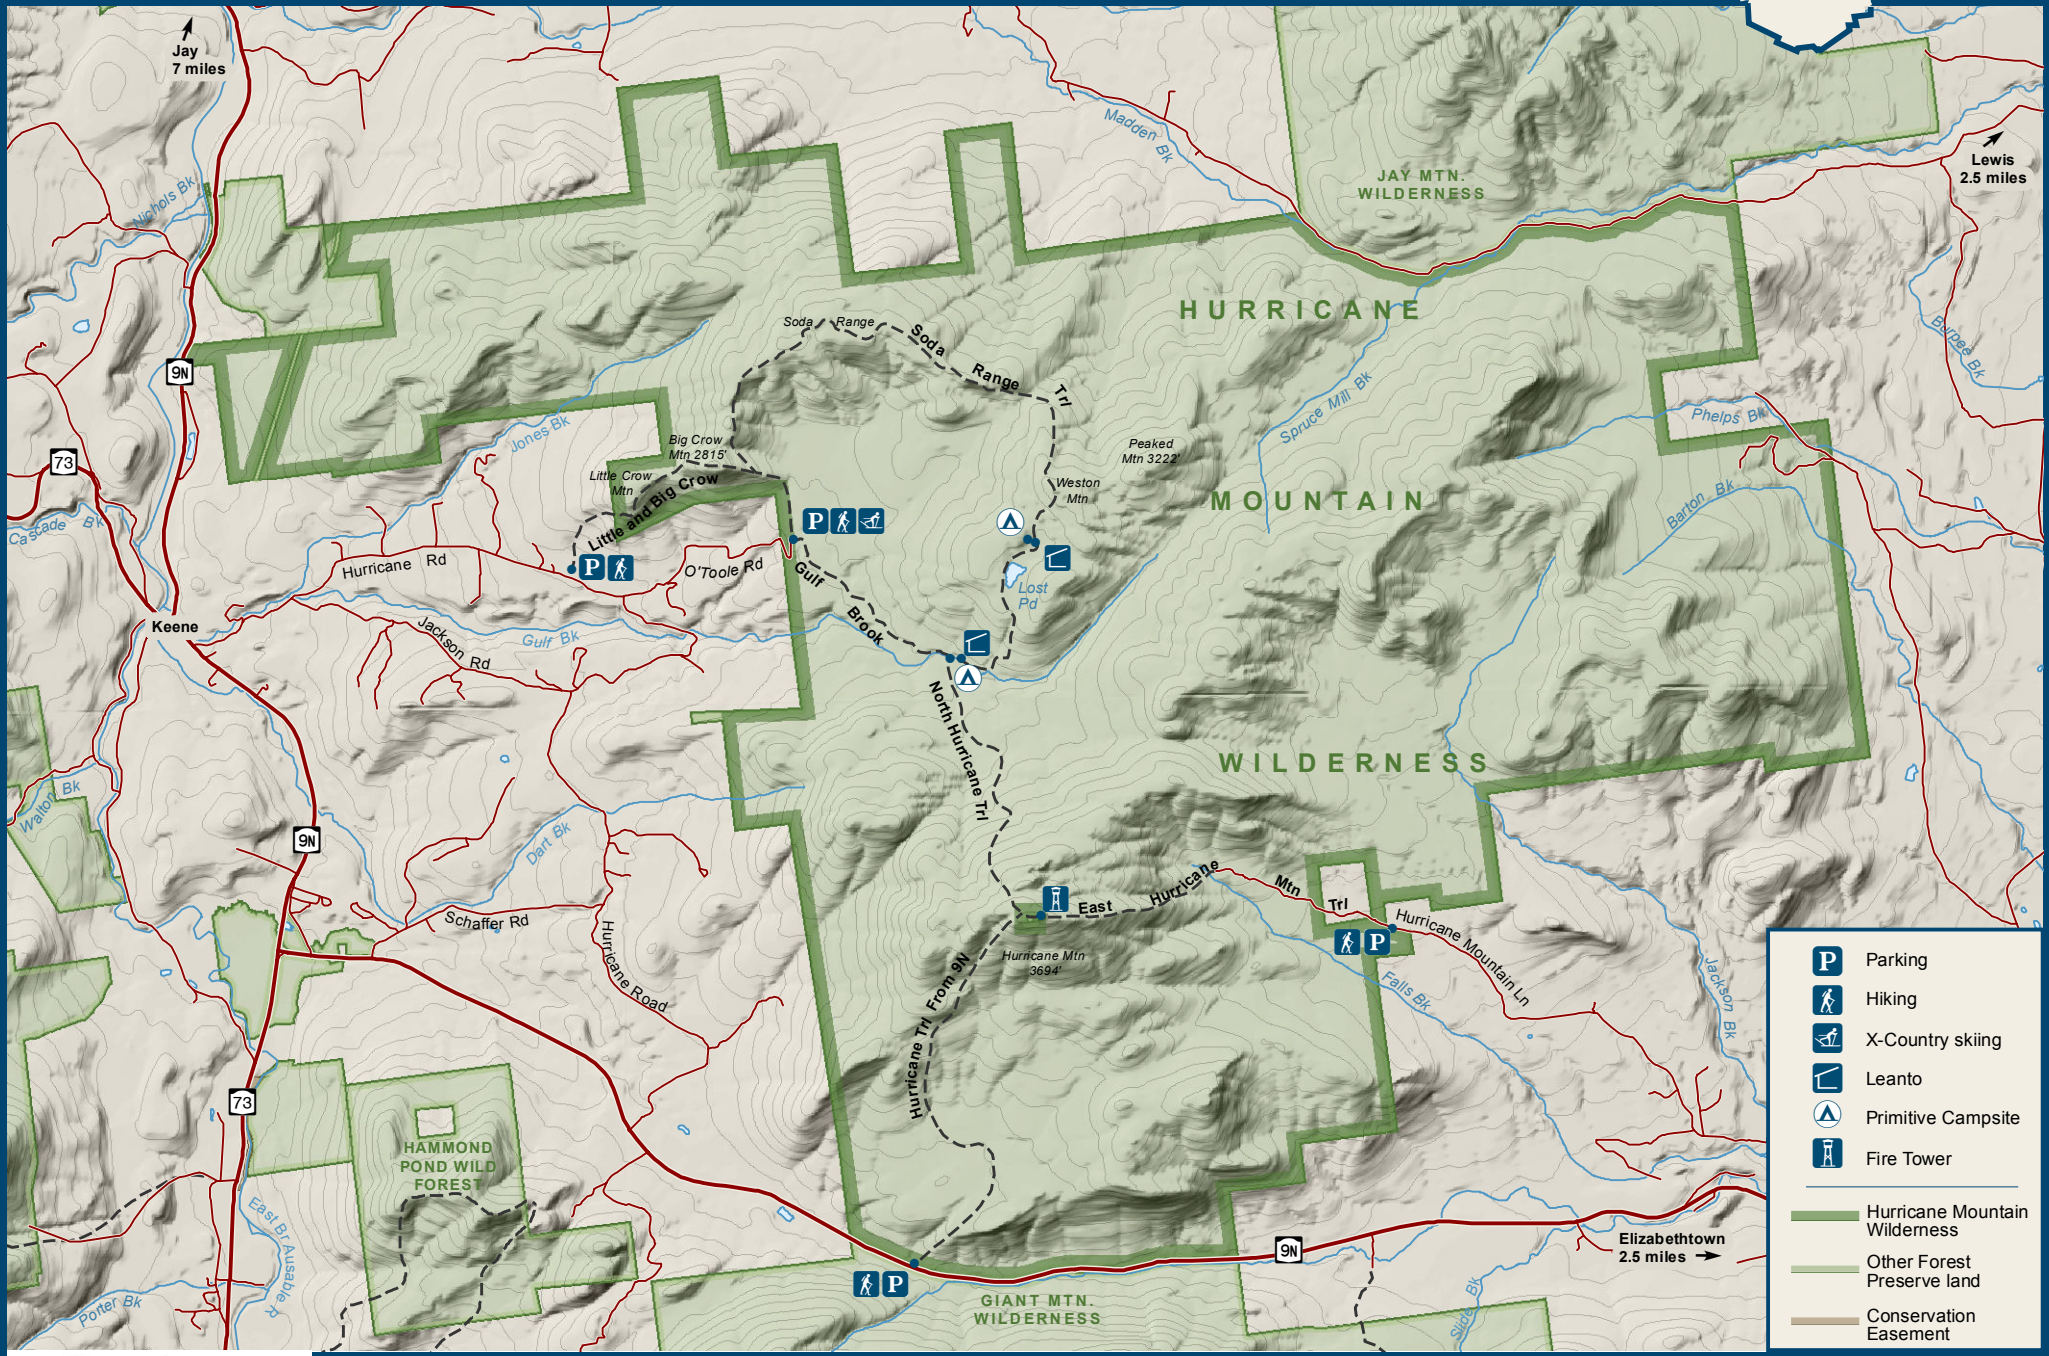 Jay
7 miles
Nichols Bk
Madden Bk
JAY MTN.
WILDERNESS
Lewis
2.5 miles
HURRICANE
MOUNTAIN
WILDERNESS
9N
73
Cascade Bk
Keene
Jones Bk
Soda Range
Soda Range Trl
Big Crow
Mtn 2815'
Little Crow
Mtn
Little and Big Crow
P
P
Hurricane Rd
O'Toole Rd
Jackson Rd
Gulf Bk
Gulf Brook
Peaked
Mtn 3222'
Weston
Mtn
Lost
Pd
Spruce Mill Bk
Burpee Bk
Phelps Bk
Barton Bk
North Hurricane Trl
Walton Bk
9N
Dart Bk
Schaffer Rd
Hurricane Road
East Hurricane Mtn Trl
Hurricane Mtn
3694'
Hurricane Trl From 9N
P
Hurricane Mountain Ln
Falls Bk
Jackson Bk
73
HAMMOND
POND WILD
FOREST
East Br Ausable R
Porter Bk
P
GIANT MTN.
WILDERNESS
9N
Elizabethtown
2.5 miles
Slide Bk
P Parking
Hiking
X-Country skiing
Leanto
Primitive Campsite
Fire Tower
Hurricane Mountain
Wilderness
Other Forest
Preserve land
Conservation
Easement